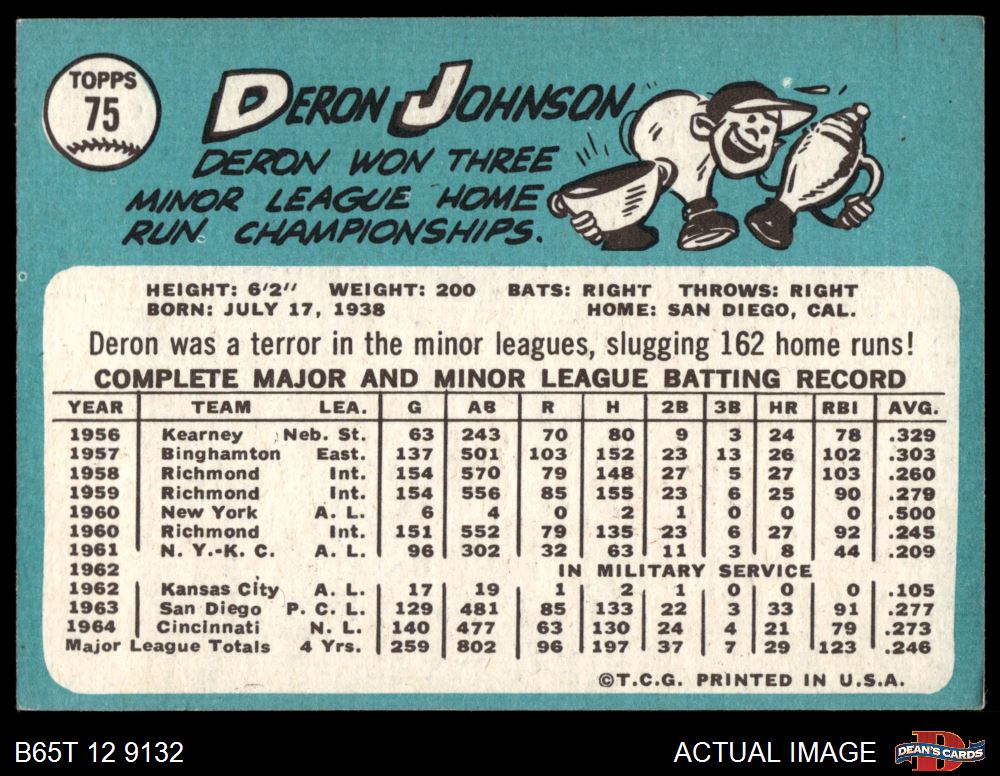 TOPPS
75
DERON JOHNSON
DERON WON THREE
MINOR LEAGUE HOME
RUN CHAMPIONSHIPS.
HEIGHT: 6'2" WEIGHT: 200 BATS: RIGHT THROWS: RIGHT
BORN: JULY 17, 1938 HOME: SAN DIEGO, CAL.
Deron was a terror in the minor leagues, slugging 162 home runs!
COMPLETE MAJOR AND MINOR LEAGUE BATTING RECORD
YEAR TEAM LEA. G AB R H 2B 3B HR RBI AVG.
1956 Kearney Neb. St. 63 243 70 80 9 3 24 78 .329
1957 Binghamton East. 137 501 103 152 23 13 26 102 .303
1958 Richmond Int. 154 570 79 148 27 5 27 103 .260
1959 Richmond Int. 154 556 85 155 23 6 25 90 .279
1960 New York A. L. 6 4 0 2 1 0 0 0 .500
1960 Richmond Int. 151 552 79 135 23 6 27 92 .245
1961 N. Y.-K. C. A. L. 96 302 32 63 11 3 8 44 .209
1962 IN MILITARY SERVICE
1962 Kansas City A. L. 17 19 1 2 1 0 0 0 .105
1963 San Diego P. C. L. 129 481 85 133 22 3 33 91 .277
1964 Cincinnati N. L. 140 477 63 130 24 4 21 79 .273
Major League Totals 4 Yrs. 259 802 96 197 37 7 29 123 .246
©T.C.G. PRINTED IN U.S.A.
B65T 12 9132 ACTUAL IMAGE DEAN'S CARDS